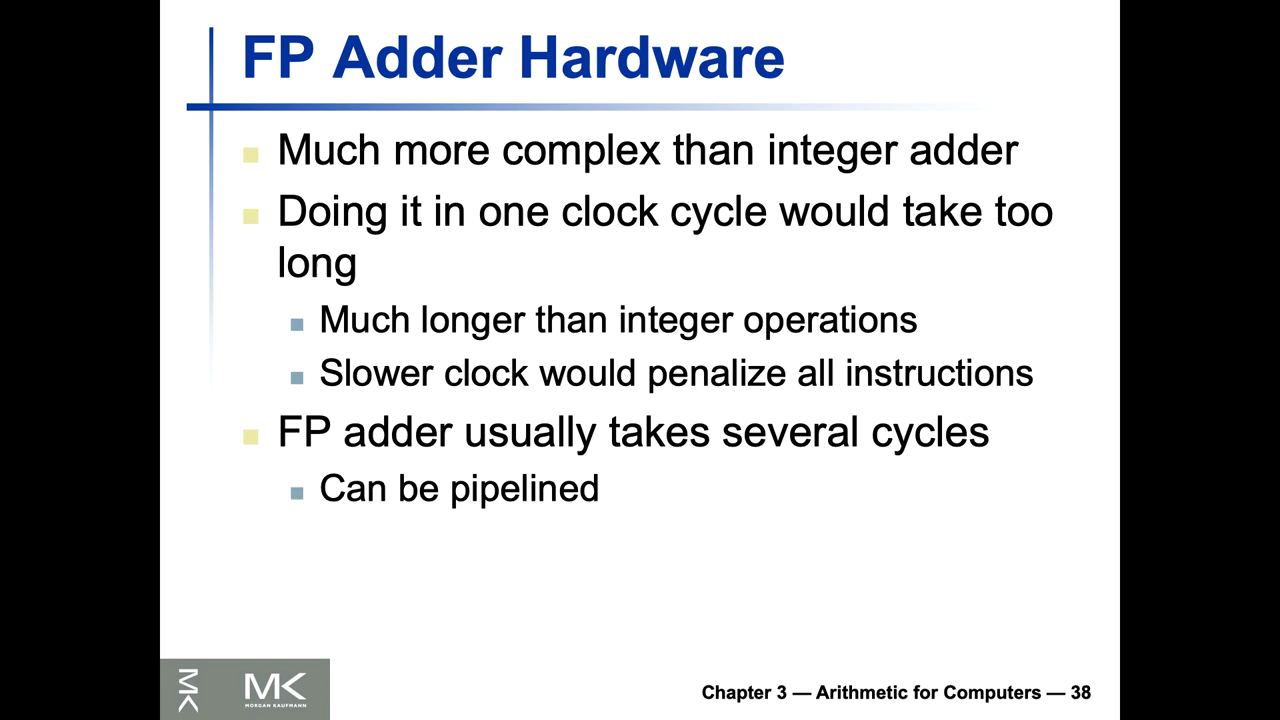 FP Adder Hardware
Much more complex than integer adder
Doing it in one clock cycle would take too
long
Much longer than integer operations
Slower clock would penalize all instructions
FP adder usually takes several cycles
Can be pipelined
MK
MK
MORGAN KAUFMANN
Chapter 3 — Arithmetic for Computers — 38